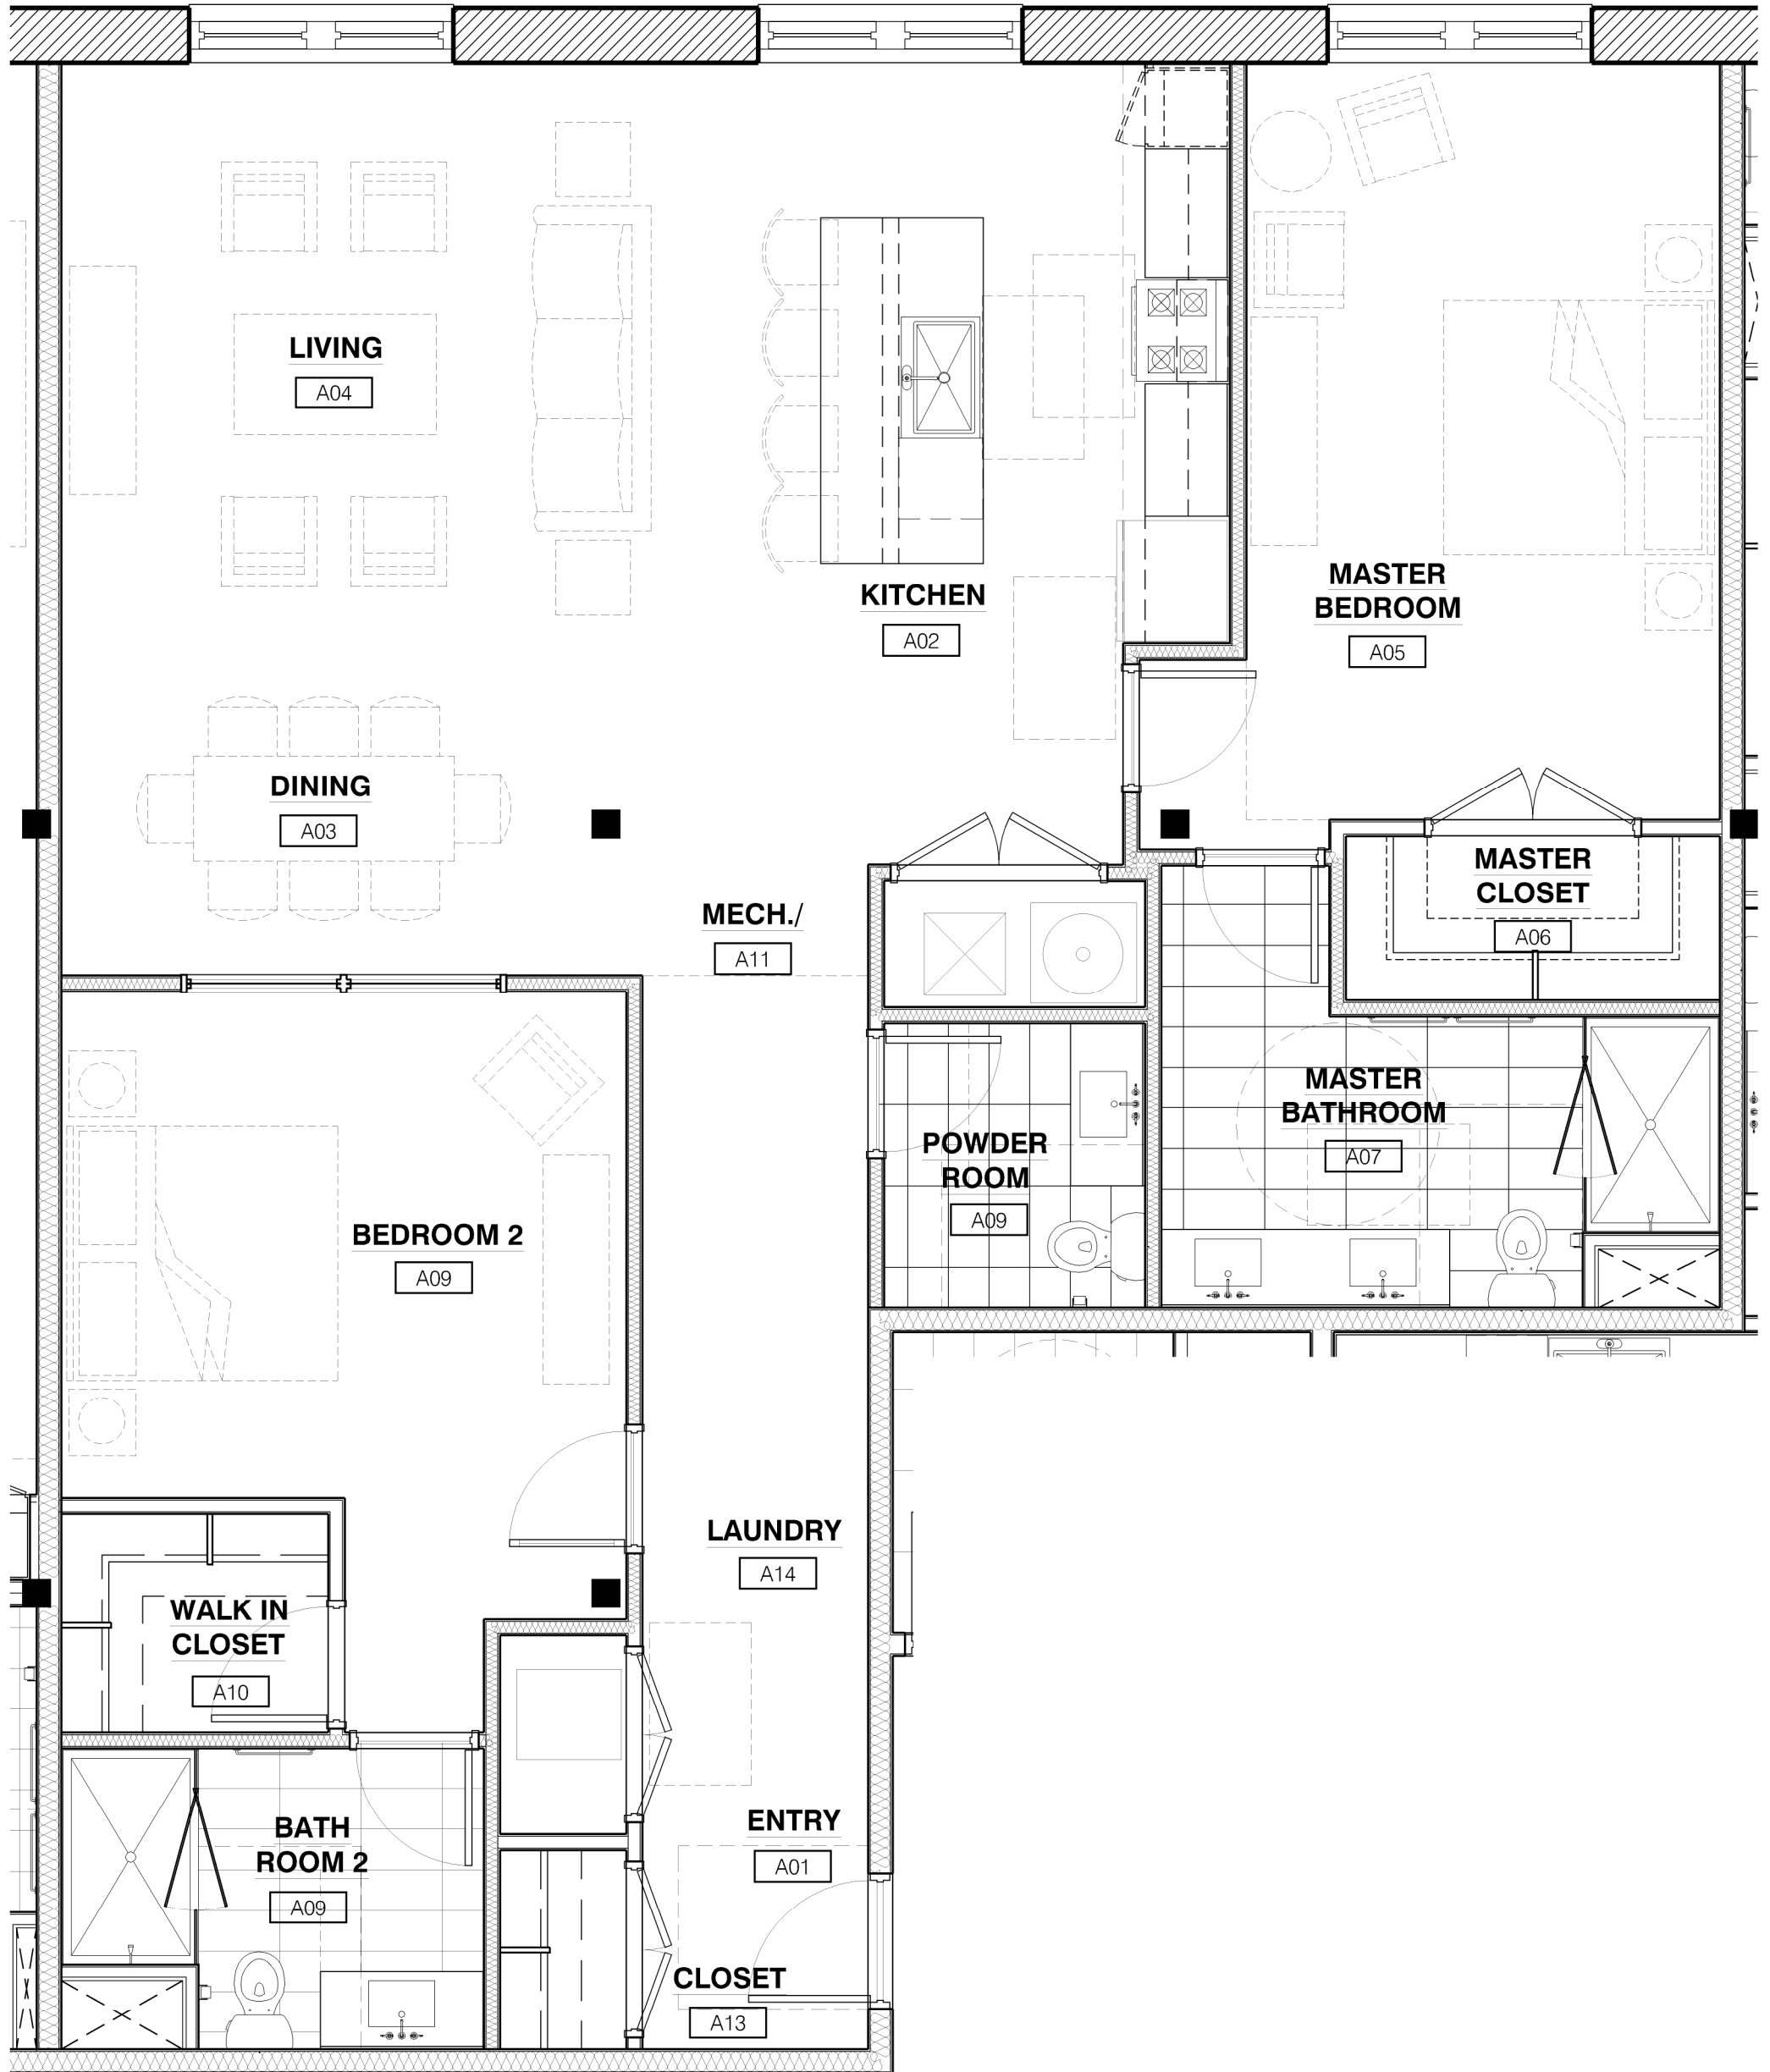 LIVING
A04
KITCHEN
A02
MASTER
BEDROOM
A05
DINING
A03
MASTER
CLOSET
A06
MECH./
A11
MASTER
BATHROOM
A07
POWDER
ROOM
A09
BEDROOM 2
A09
LAUNDRY
A14
WALK IN
CLOSET
A10
ENTRY
A01
BATH
ROOM 2
A09
CLOSET
A13